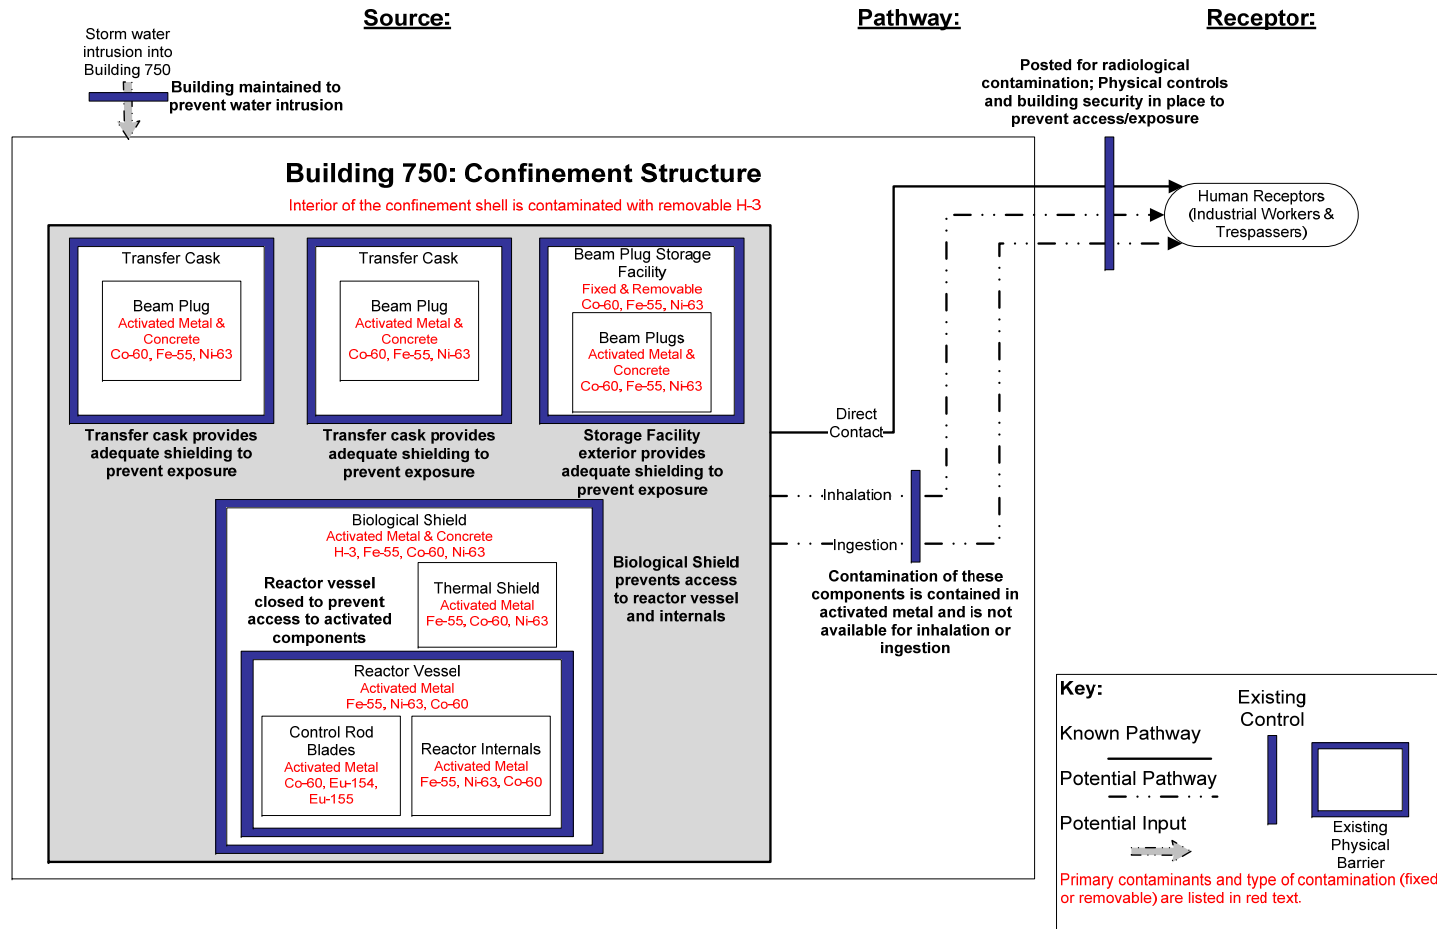 Source:
Pathway:
Receptor:
Storm water
intrusion into
Building 750
Building maintained to
prevent water intrusion
Posted for radiological
contamination; Physical controls
and building security in place to
prevent access/exposure
Building 750: Confinement Structure
Interior of the confinement shell is contaminated with removable H-3
Human Receptors
(Industrial Workers &
Trespassers)
Transfer Cask
Beam Plug
Activated Metal &
Concrete
Co-60, Fe-55, Ni-63
Transfer cask provides
adequate shielding to
prevent exposure
Transfer Cask
Beam Plug
Activated Metal &
Concrete
Co-60, Fe-55, Ni-63
Transfer cask provides
adequate shielding to
prevent exposure
Beam Plug Storage
Facility
Fixed & Removable
Co-60, Fe-55, Ni-63
Beam Plugs
Activated Metal &
Concrete
Co-60, Fe-55, Ni-63
Storage Facility
exterior provides
adequate shielding to
prevent exposure
Direct
Contact
Inhalation
Ingestion
Contamination of these
components is contained in
activated metal and is not
available for inhalation or
ingestion
Biological Shield
Activated Metal & Concrete
H-3, Fe-55, Co-60, Ni-63
Reactor vessel
closed to prevent
access to activated
components
Thermal Shield
Activated Metal
Fe-55, Co-60, Ni-63
Biological Shield
prevents access
to reactor vessel
and internals
Reactor Vessel
Activated Metal
Fe-55, Ni-63, Co-60
Control Rod
Blades
Activated Metal
Co-60, Eu-154,
Eu-155
Reactor Internals
Activated Metal
Fe-55, Ni-63, Co-60
Key:
Known Pathway
Potential Pathway
Potential Input
Existing
Control
Existing
Physical
Barrier
Primary contaminants and type of contamination (fixed
or removable) are listed in red text.